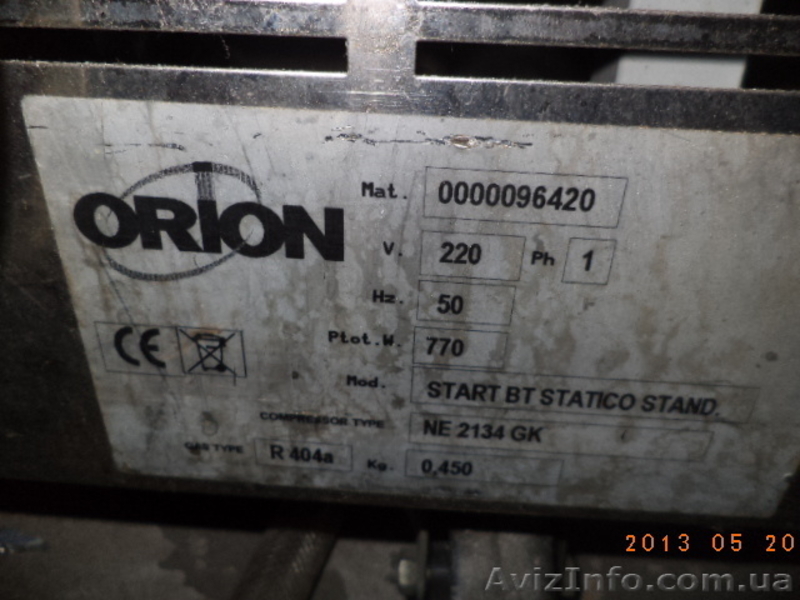 ORION
Mat. 0000096420
V. 220 Ph 1
Hz. 50
Ptot.W. 770
CE
Mod. START BT STATICO STAND.
COMPRESSOR TYPE NE 2134 GK
GAS TYPE R 404a Kg. 0,450
2013 05 20
AvizInfo.com.ua